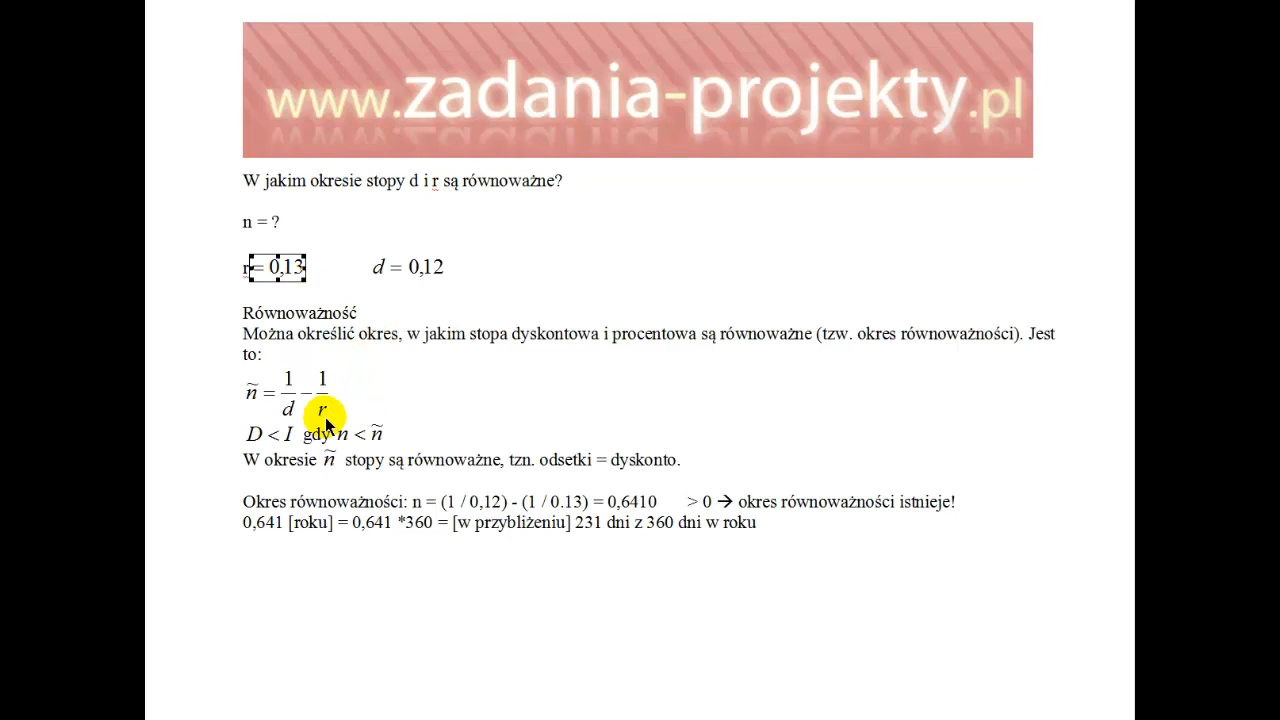 www.zadania-projekty.pl
W jakim okresie stopy d i r są równoważne?
n = ?
r = 0,13 d = 0,12
Równoważność
Można określić okres, w jakim stopa dyskontowa i procentowa są równoważne (tzw. okres równoważności). Jest
to:
ñ = 1/d − 1/r
D < I gdy n < ñ
W okresie ñ stopy są równoważne, tzn. odsetki = dyskonto.
Okres równoważności: n = (1 / 0,12) - (1 / 0.13) = 0,6410 > 0 → okres równoważności istnieje!
0,641 [roku] = 0,641 *360 = [w przybliżeniu] 231 dni z 360 dni w roku